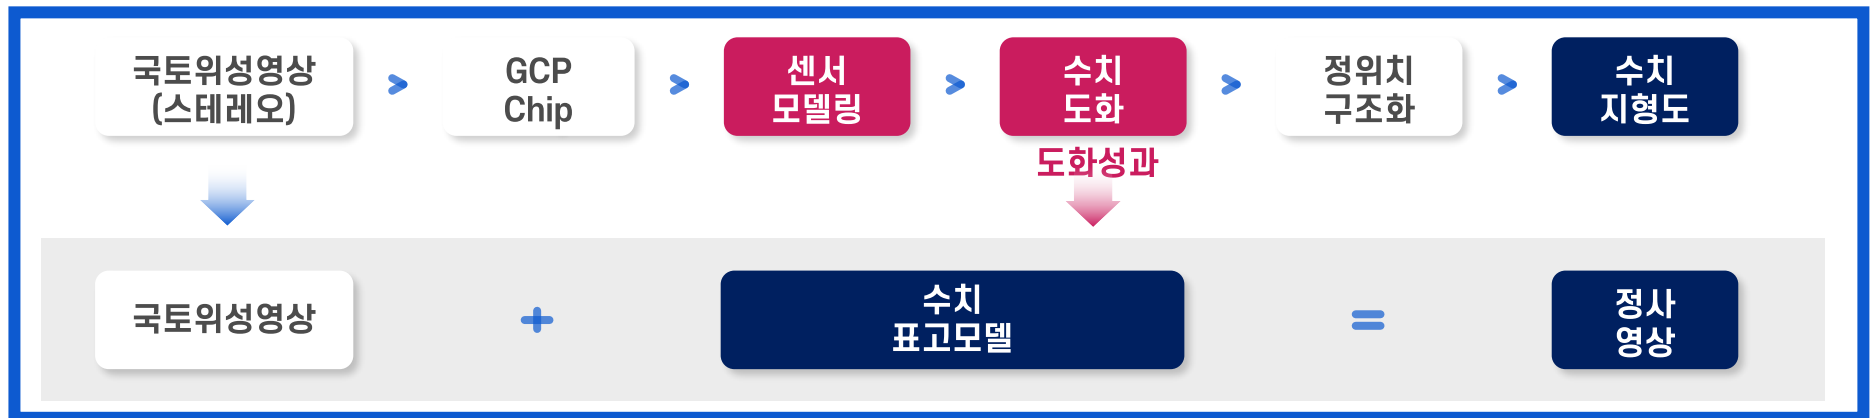 국토위성영상
(스테레오)
>
GCP
Chip
>
센서
모델링
>
수치
도화
>
정위치
구조화
>
수치
지형도
도화성과
국토위성영상
+
수치
표고모델
=
정사
영상